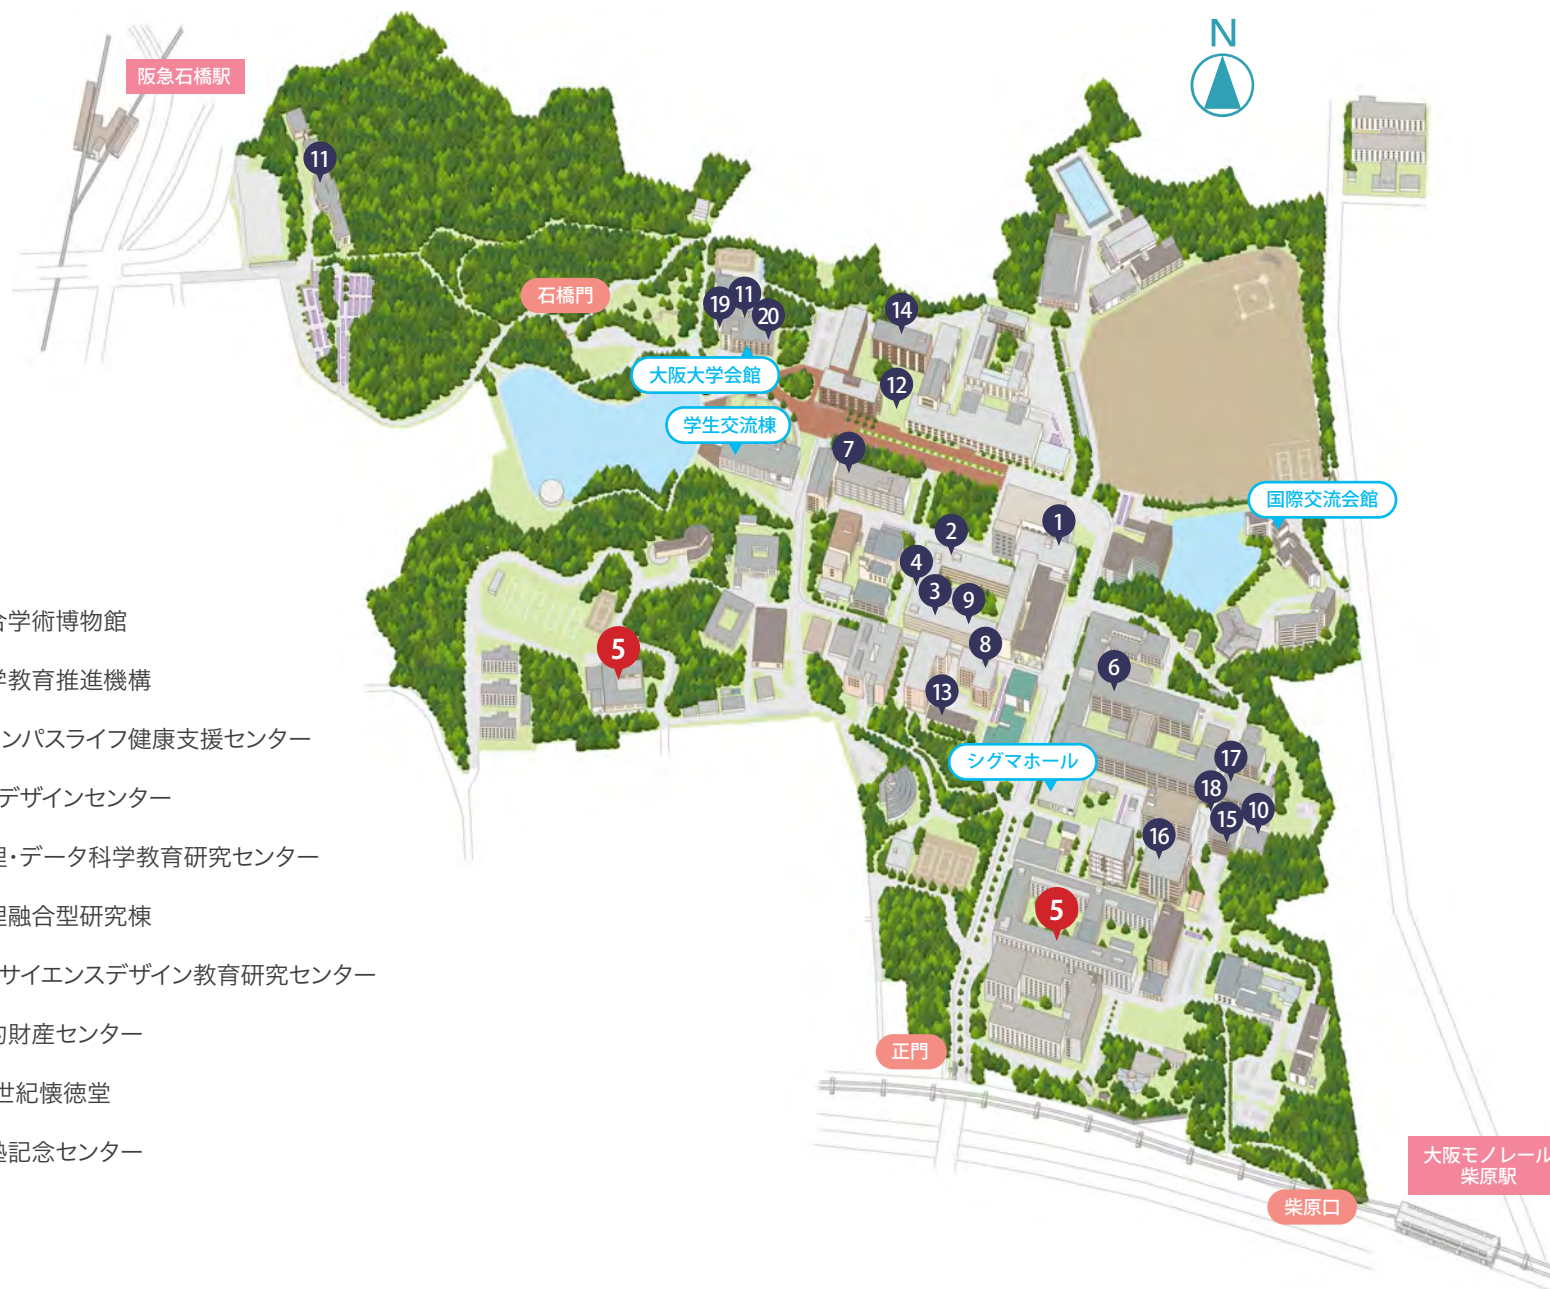 N
阪急石橋駅
11
石橋門
19
11
20
14
大阪大学会館
12
学生交流棟
7
国際交流会館
1
2
4
3
9
8
5
6
13
シグマホール
17
18
10
15
16
5
正門
大阪モノレール
柴原駅
柴原口
合学術博物館
学教育推進機構
ンパスライフ健康支援センター
デザインセンター
理・データ科学教育研究センター
理融合型研究棟
サイエンスデザイン教育研究センター
的財産センター
世紀懐徳堂
塾記念センター